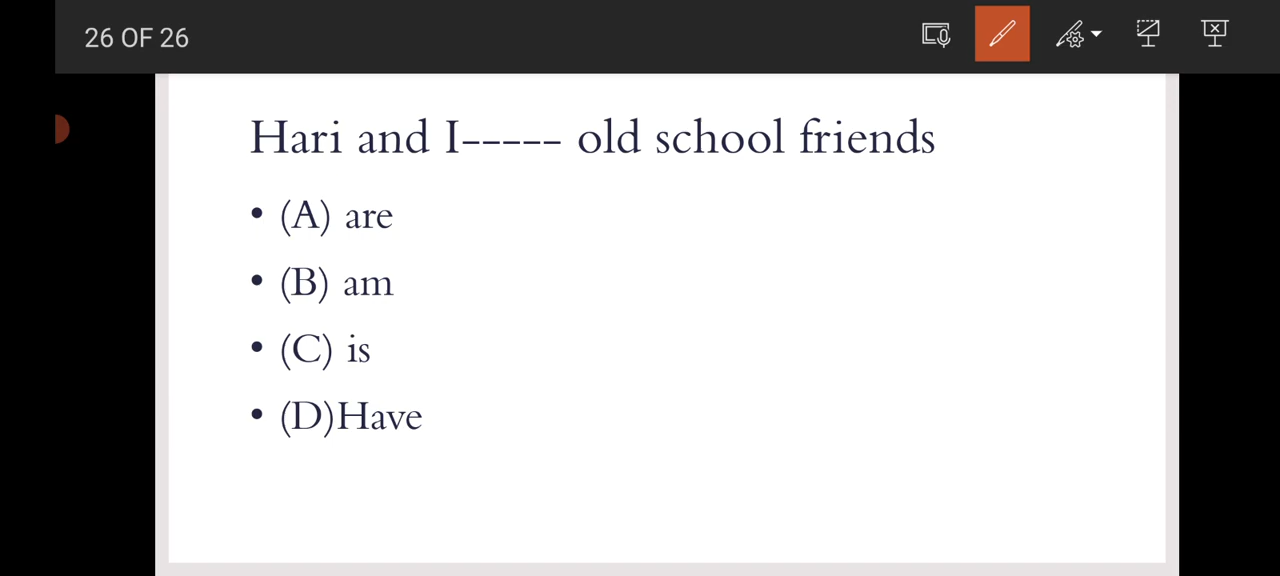 26 OF 26
Hari and I----- old school friends
• (A) are
• (B) am
• (C) is
• (D)Have